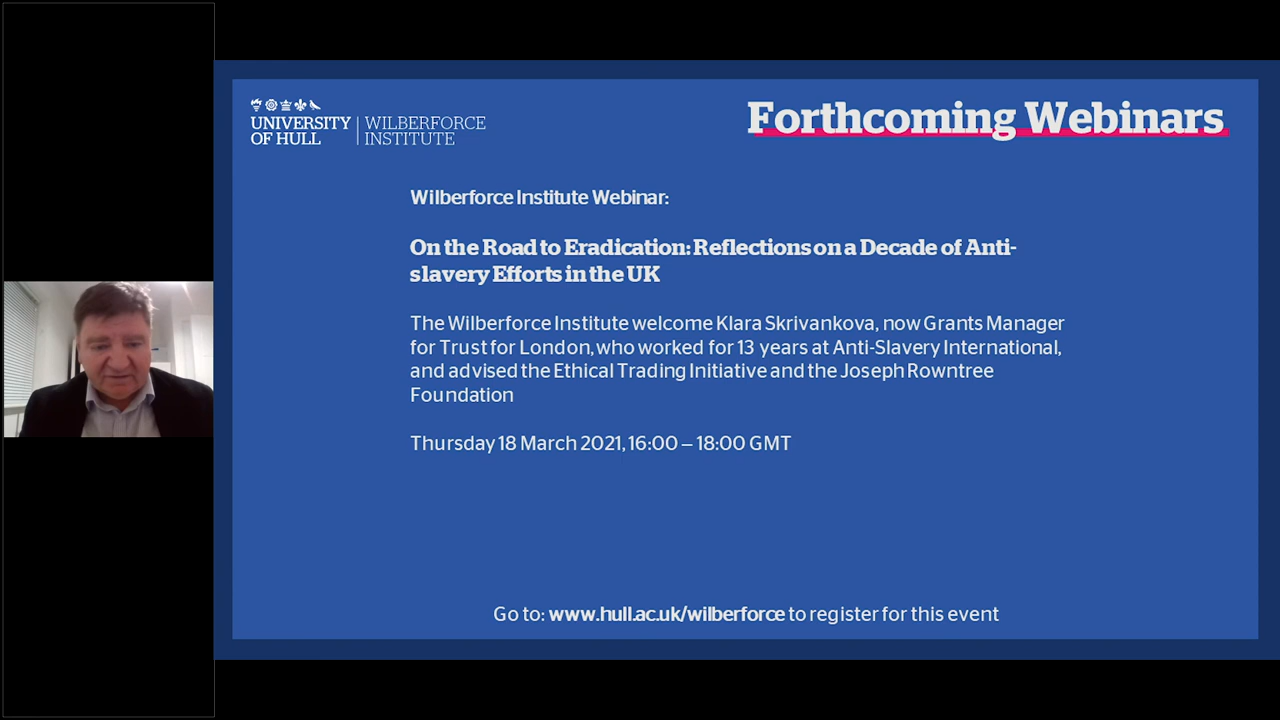 UNIVERSITY
OF HULL
WILBERFORCE
INSTITUTE
Forthcoming Webinars
Wilberforce Institute Webinar:
On the Road to Eradication: Reflections on a Decade of Anti-
slavery Efforts in the UK
The Wilberforce Institute welcome Klara Skrivankova, now Grants Manager
for Trust for London, who worked for 13 years at Anti-Slavery International,
and advised the Ethical Trading Initiative and the Joseph Rowntree
Foundation
Thursday 18 March 2021, 16:00 – 18:00 GMT
Go to: www.hull.ac.uk/wilberforce to register for this event